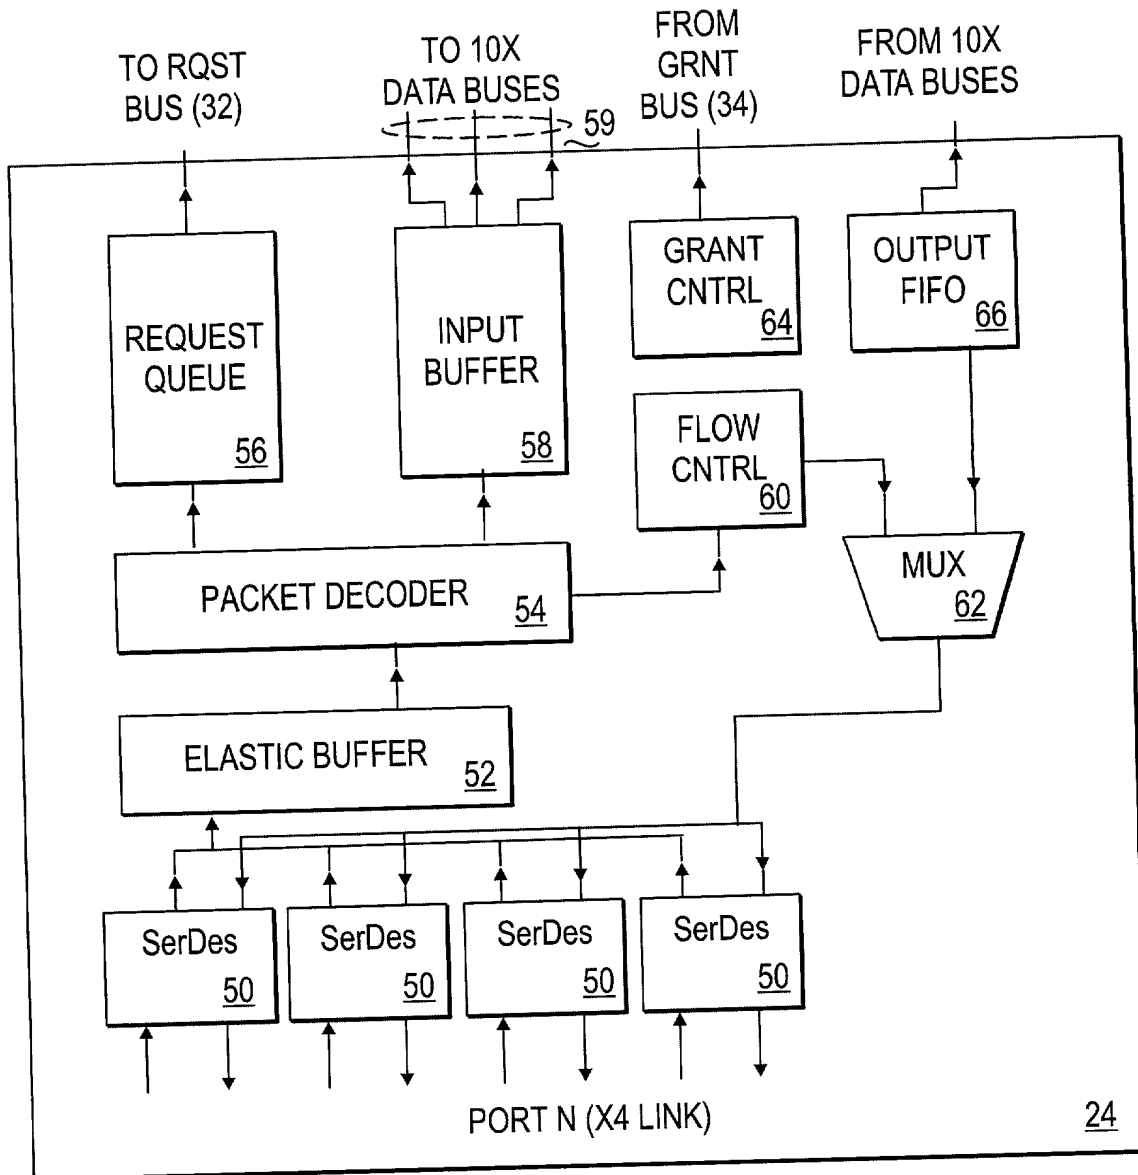 TO RQST
BUS (32)
TO 10X
DATA BUSES
FROM
GRNT
BUS (34)
FROM 10X
DATA BUSES
59
REQUEST
QUEUE
56
INPUT
BUFFER
58
GRANT
CNTRL
64
OUTPUT
FIFO
66
FLOW
CNTRL
60
MUX
62
PACKET DECODER
54
ELASTIC BUFFER
52
SerDes
50
SerDes
50
SerDes
50
SerDes
50
PORT N (X4 LINK)
24